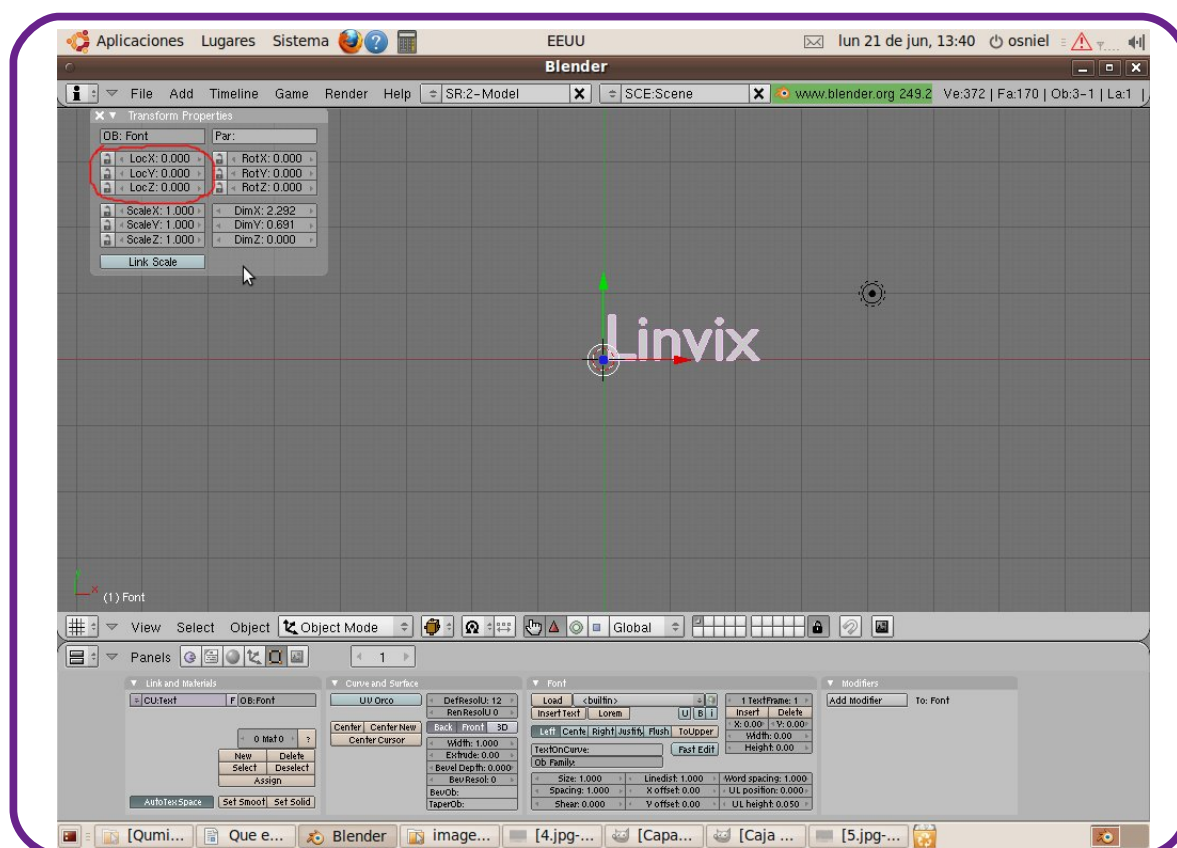 Aplicaciones Lugares Sistema EEUU lun 21 de jun, 13:40 osniel
Blender
File Add Timeline Game Render Help SR:2-Model SCE:Scene www.blender.org 249.2 Ve:372 | Fa:170 | Ob:3-1 | La:1
Transform Properties
OB: Font Par:
LocX: 0.000 RotX: 0.000
LocY: 0.000 RotY: 0.000
LocZ: 0.000 RotZ: 0.000
ScaleX: 1.000 DimX: 2.292
ScaleY: 1.000 DimY: 0.691
ScaleZ: 1.000 DimZ: 0.000
Link Scale
Linvix
y
x
(1) Font
View Select Object Object Mode Global
Panels 1
Link and Materials Curve and Surface Font Modifiers
CU:Text F OB:Font UV Orco DefResolU: 12 Load <builtin> 1 TextFrame: 1 Add Modifier To: Font
RenResolU 0 Insert Text Lorem U B i Insert Delete
Center Center New Back Front 3D Left Cente Right Justify Flush ToUpper X: 0.00 Y: 0.00
0 Mat 0 ? Center Cursor Width: 1.000 TextOnCurve: Fast Edit Width: 0.00
New Delete Extrude: 0.00 Ob Family: Height: 0.00
Select Deselect Bevel Depth: 0.000
Assign BevResol: 0 Size: 1.000 Linedist: 1.000 Word spacing: 1.000
BevOb: Spacing: 1.000 X offset: 0.00 UL position: 0.000
AutoTexSpace Set Smoot Set Solid TaperOb: Shear: 0.000 Y offset: 0.00 UL height: 0.050
[Qumi... Que e... Blender image... [4.jpg-... [Capa... [Caja ... [5.jpg-...